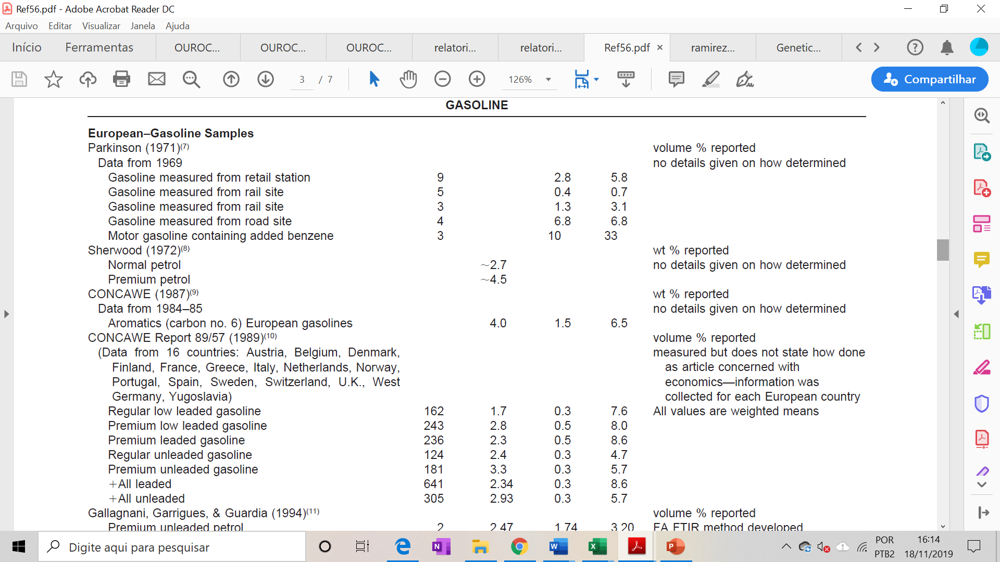 Ref56.pdf - Adobe Acrobat Reader DC
Arquivo Editar Visualizar Janela Ajuda
Início Ferramentas OUROC... OUROC... OUROC... relatori... relatori... Ref56.pdf × ramirez... Genetic...
3 / 7 126% Compartilhar
GASOLINE
European–Gasoline Samples
Parkinson (1971)(7) volume % reported
Data from 1969 no details given on how determined
Gasoline measured from retail station 9 2.8 5.8
Gasoline measured from rail site 5 0.4 0.7
Gasoline measured from rail site 3 1.3 3.1
Gasoline measured from road site 4 6.8 6.8
Motor gasoline containing added benzene 3 10 33
Sherwood (1972)(8) wt % reported
Normal petrol ~2.7 no details given on how determined
Premium petrol ~4.5
CONCAWE (1987)(9) wt % reported
Data from 1984–85 no details given on how determined
Aromatics (carbon no. 6) European gasolines 4.0 1.5 6.5
CONCAWE Report 89/57 (1989)(10) volume % reported
(Data from 16 countries: Austria, Belgium, Denmark, measured but does not state how done
Finland, France, Greece, Italy, Netherlands, Norway, as article concerned with
Portugal, Spain, Sweden, Switzerland, U.K., West economics—information was
Germany, Yugoslavia) collected for each European country
Regular low leaded gasoline 162 1.7 0.3 7.6 All values are weighted means
Premium low leaded gasoline 243 2.8 0.5 8.0
Premium leaded gasoline 236 2.3 0.5 8.6
Regular unleaded gasoline 124 2.4 0.3 4.7
Premium unleaded gasoline 181 3.3 0.3 5.7
+All leaded 641 2.34 0.3 8.6
+All unleaded 305 2.93 0.3 5.7
Gallagnani, Garrigues, & Guardia (1994)(11) volume % reported
Premium unleaded petrol 2 2.47 1.74 3.20 FA FTIR method developed
Digite aqui para pesquisar
POR 16:14
PTB2 18/11/2019